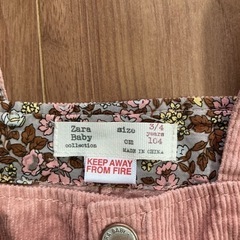 Zara
Baby
collection
size
3/4
years
CM
104
MADE IN CHINA
KEEP AWAY
FROM FIRE